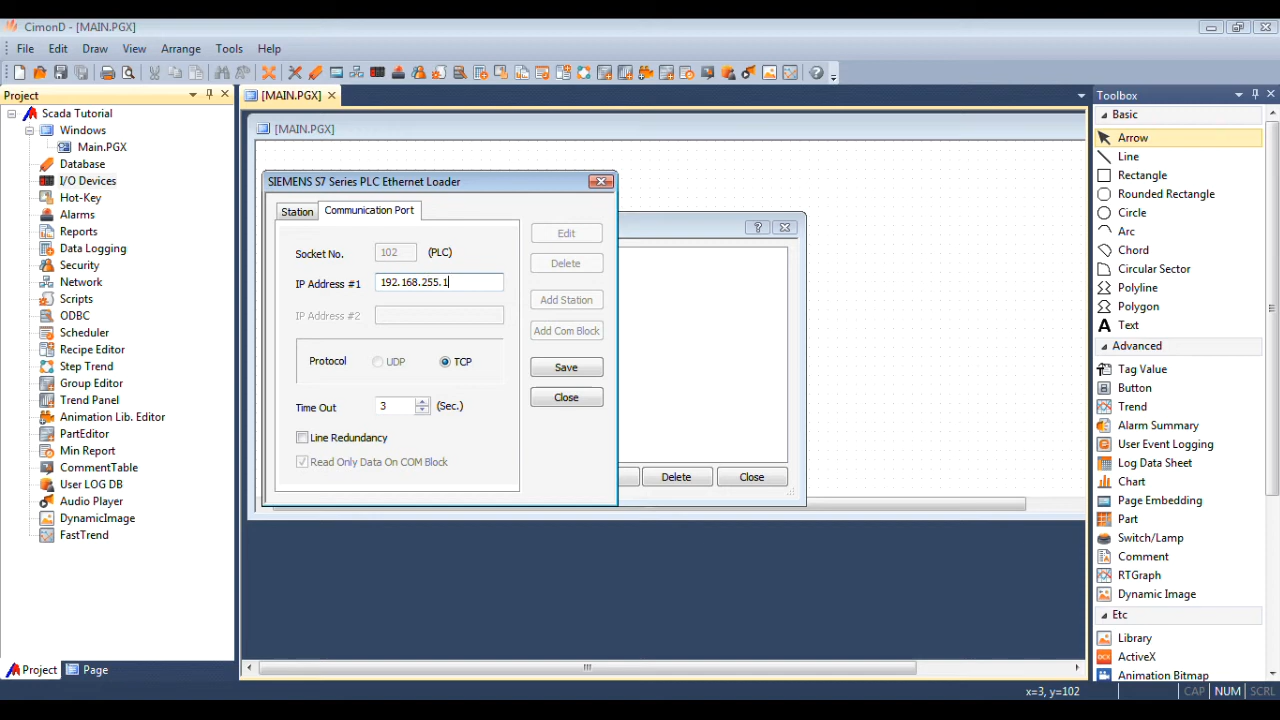 CimonD - [MAIN.PGX]
File Edit Draw View Arrange Tools Help
Project
[MAIN.PGX]
Toolbox
Scada Tutorial
Windows
Main.PGX
Database
I/O Devices
Hot-Key
Alarms
Reports
Data Logging
Security
Network
Scripts
ODBC
Scheduler
Recipe Editor
Step Trend
Group Editor
Trend Panel
Animation Lib. Editor
PartEditor
Min Report
CommentTable
User LOG DB
Audio Player
DynamicImage
FastTrend
Project Page
[MAIN.PGX]
SIEMENS S7 Series PLC Ethernet Loader
Station Communication Port
Socket No. 102 (PLC)
IP Address #1 192.168.255.1
IP Address #2
Protocol UDP TCP
Time Out 3 (Sec.)
Line Redundancy
Read Only Data On COM Block
Edit
Delete
Add Station
Add Com Block
Save
Close
Delete Close
Basic
Arrow
Line
Rectangle
Rounded Rectangle
Circle
Arc
Chord
Circular Sector
Polyline
Polygon
Text
Advanced
Tag Value
Button
Trend
Alarm Summary
User Event Logging
Log Data Sheet
Chart
Page Embedding
Part
Switch/Lamp
Comment
RTGraph
Dynamic Image
Etc
Library
ActiveX
Animation Bitmap
x=3, y=102 CAP NUM SCRL